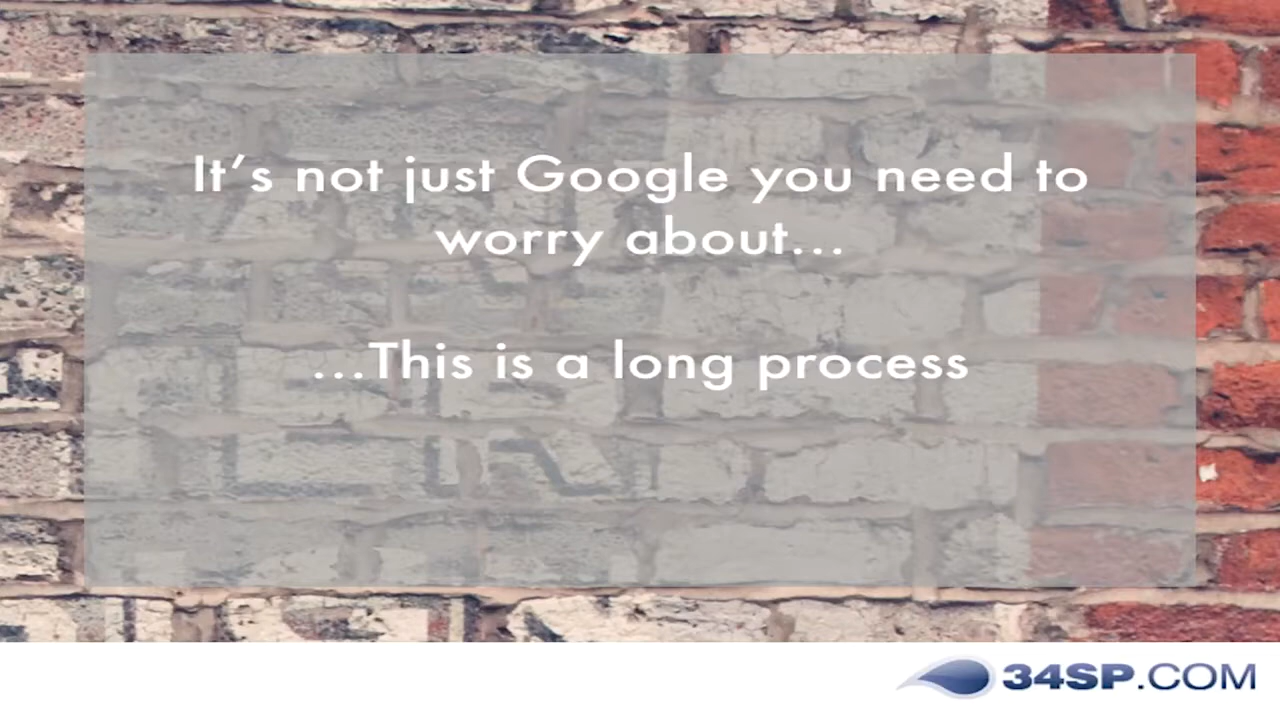 It’s not just Google you need to
worry about...
...This is a long process
34SP.COM